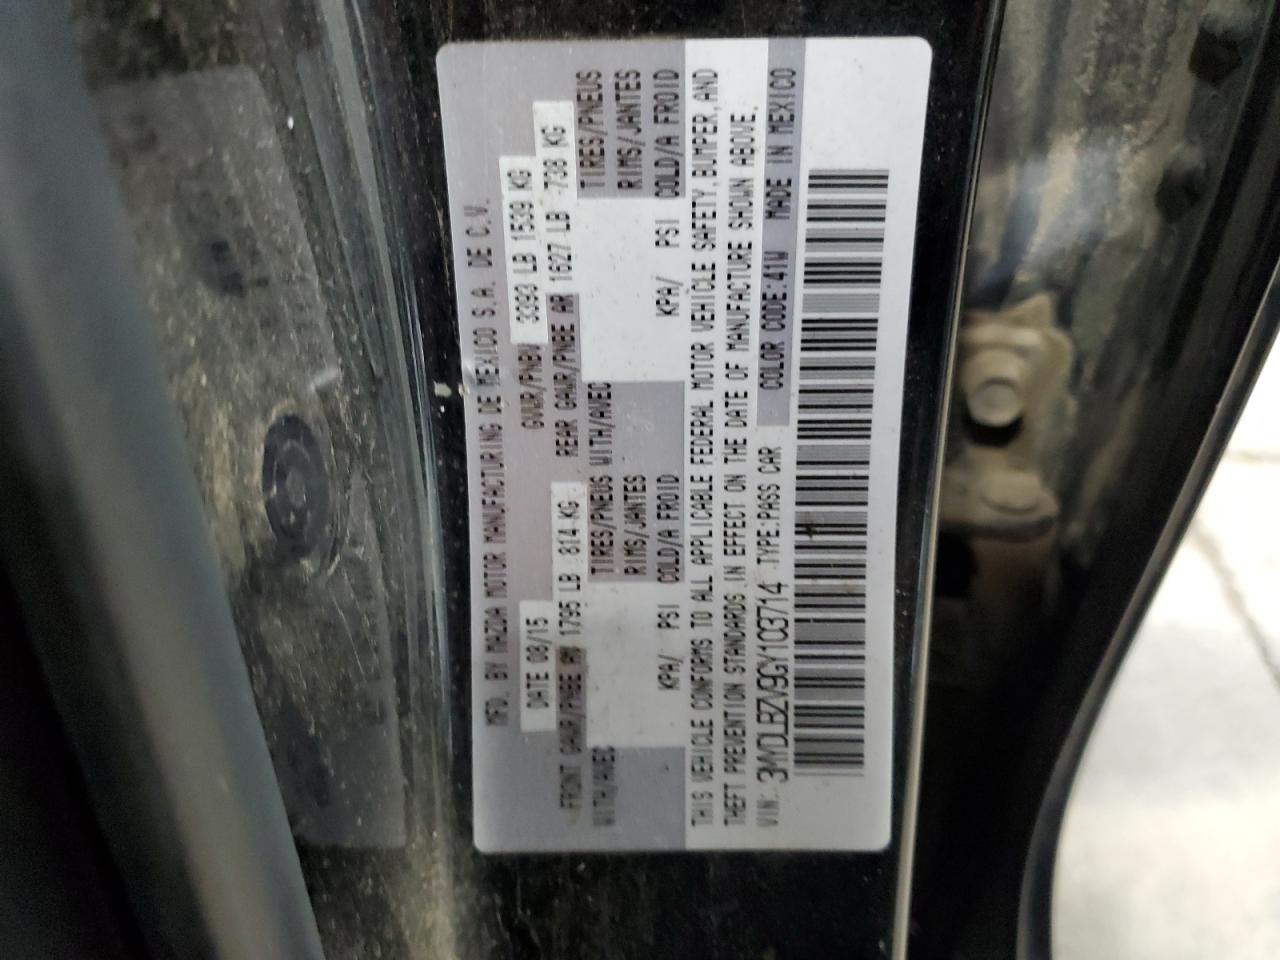 MFD. BY MAZDA MOTOR MANUFACTURING DE MEXICO S.A. DE C.V.
DATE 08/15 GVWR/PNBV 3393 LB 1539 KG
FRONT GAWR/PNBE AV 1795 LB 814 KG REAR GAWR/PNBE AR 1627 LB 738 KG
WITH/AVEC TIRES/PNEUS WITH/AVEC TIRES/PNEUS
RIMS/JANTES RIMS/JANTES
KPA/ PSI COLD/A FROID KPA/ PSI COLD/A FROID
THIS VEHICLE CONFORMS TO ALL APPLICABLE FEDERAL MOTOR VEHICLE SAFETY, BUMPER, AND
THEFT PREVENTION STANDARDS IN EFFECT ON THE DATE OF MANUFACTURE SHOWN ABOVE.
VIN: 3MYDLBZV9GY103714 TYPE: PASS CAR COLOR CODE: 41W MADE IN MEXICO